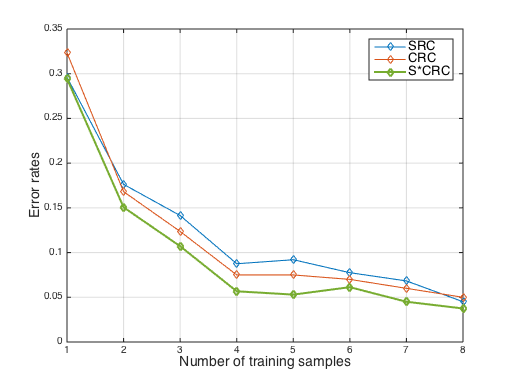 0.35
0.3
0.25
0.2
0.15
0.1
0.05
0
Error rates
SRC
CRC
S*CRC
1 2 3 4 5 6 7 8
Number of training samples